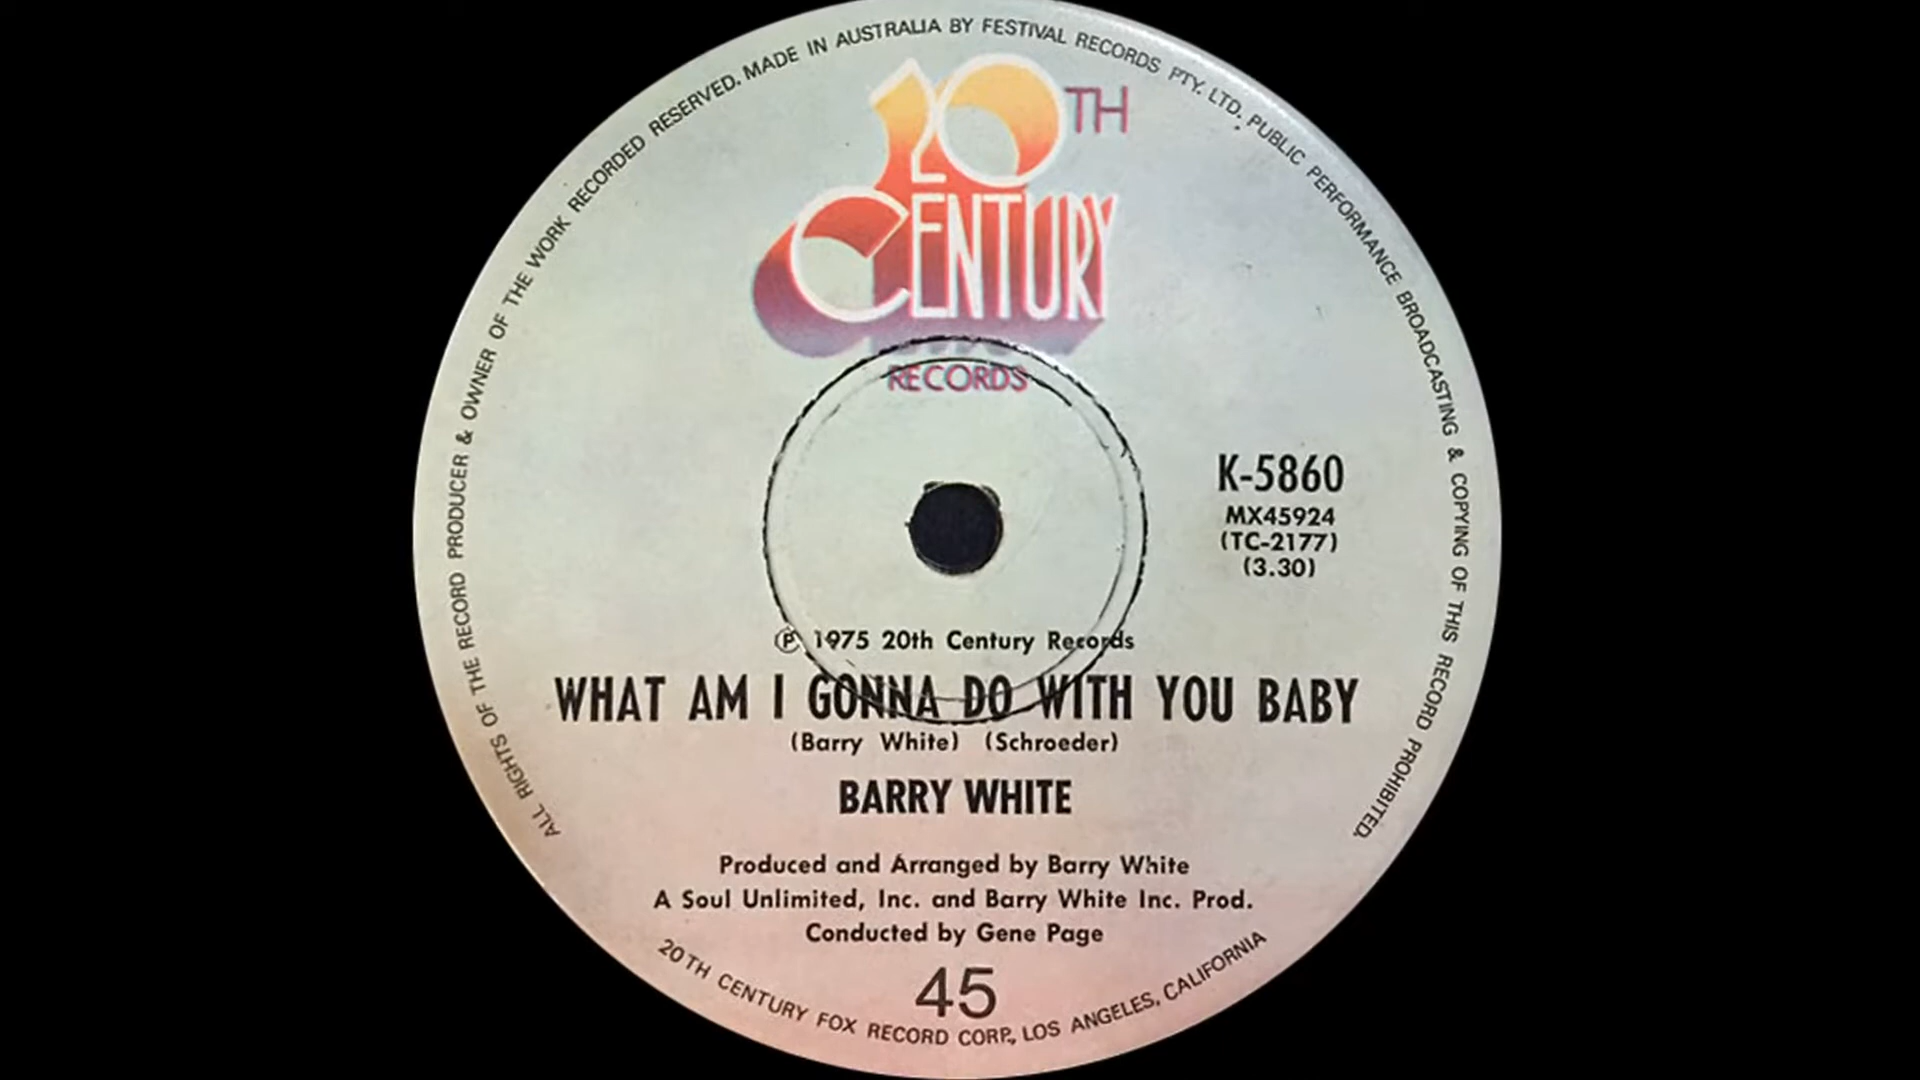 ALL RIGHTS OF THE RECORD PRODUCER & OWNER OF THE WORK RECORDED RESERVED. MADE IN AUSTRALIA BY FESTIVAL RECORDS PTY. LTD. PUBLIC PERFORMANCE BROADCASTING & COPYING OF THIS RECORD PROHIBITED.
20TH
CENTURY
RECORDS
K-5860
MX45924
(TC-2177)
(3.30)
Ⓟ 1975 20th Century Records
WHAT AM I GONNA DO WITH YOU BABY
(Barry White) (Schroeder)
BARRY WHITE
Produced and Arranged by Barry White
A Soul Unlimited, Inc. and Barry White Inc. Prod.
Conducted by Gene Page
45
20TH CENTURY FOX RECORD CORP., LOS ANGELES, CALIFORNIA